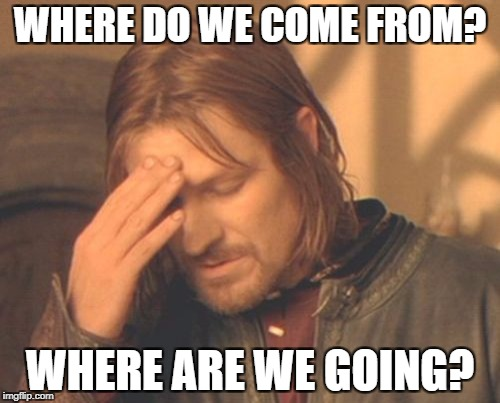 WHERE DO WE COME FROM?
WHERE ARE WE GOING?
imgflip.com